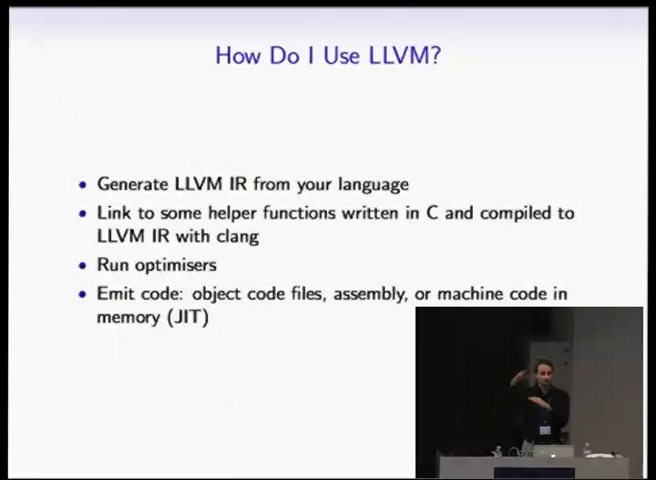 How Do I Use LLVM?
• Generate LLVM IR from your language
• Link to some helper functions written in C and compiled to
LLVM IR with clang
• Run optimisers
• Emit code: object code files, assembly, or machine code in
memory (JIT)